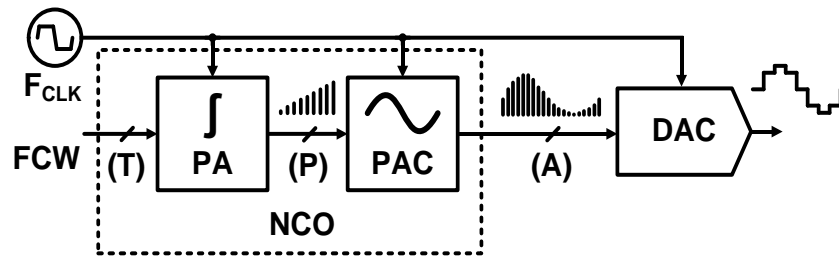 F_CLK
FCW
(T)
∫
PA
(P)
PAC
(A)
DAC
NCO